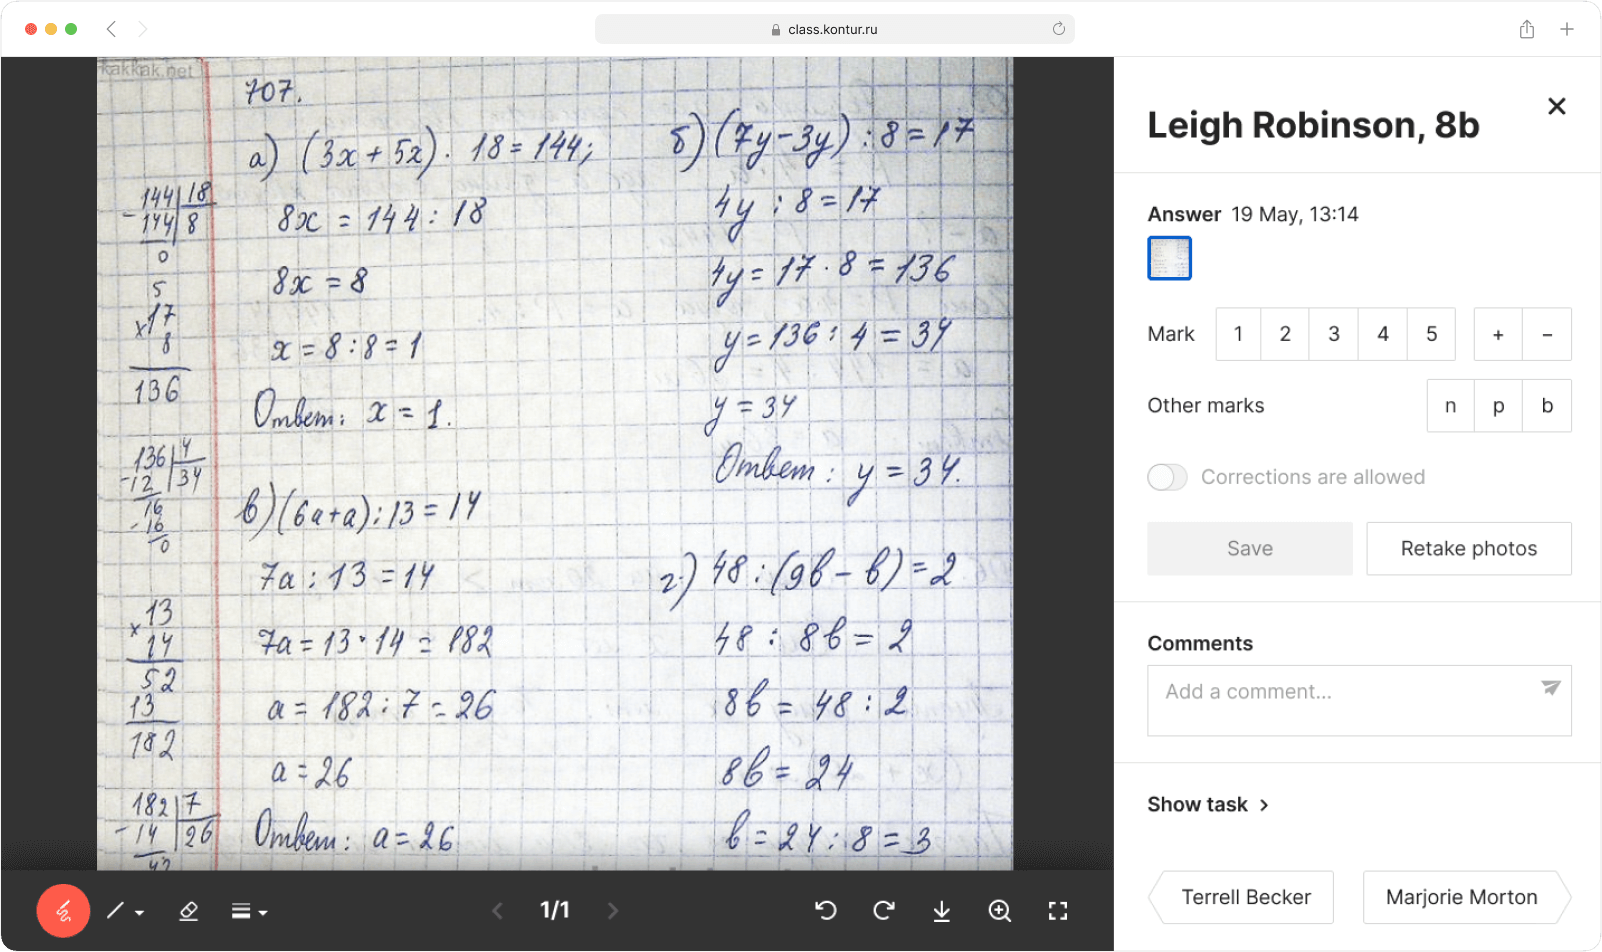 class.kontur.ru
kakkak.net
707.
а) (3x + 5x) · 18 = 144;
8x = 144 : 18
8x = 8
x = 8 : 8 = 1
Ответ: x = 1.
144 | 18
- 144 | 8
0
5
× 17
8
136
136 | 4
- 12 | 34
16
- 16
0
в) (6a + a) : 13 = 14
7a : 13 = 14
7a = 13 · 14 = 182
a = 182 : 7 = 26
a = 26
Ответ: a = 26
× 13
14
52
13
182
182 | 7
- 14 | 26
42
б) (7y - 3y) : 8 = 17
4y : 8 = 17
4y = 17 · 8 = 136
y = 136 : 4 = 34
y = 34
Ответ: y = 34.
г) 48 : (9b - b) = 2
48 : 8b = 2
8b = 48 : 2
8b = 24
b = 24 : 8 = 3
1/1
Leigh Robinson, 8b
Answer 19 May, 13:14
Mark 1 2 3 4 5 + −
Other marks n p b
Corrections are allowed
Save Retake photos
Comments
Add a comment...
Show task
Terrell Becker Marjorie Morton